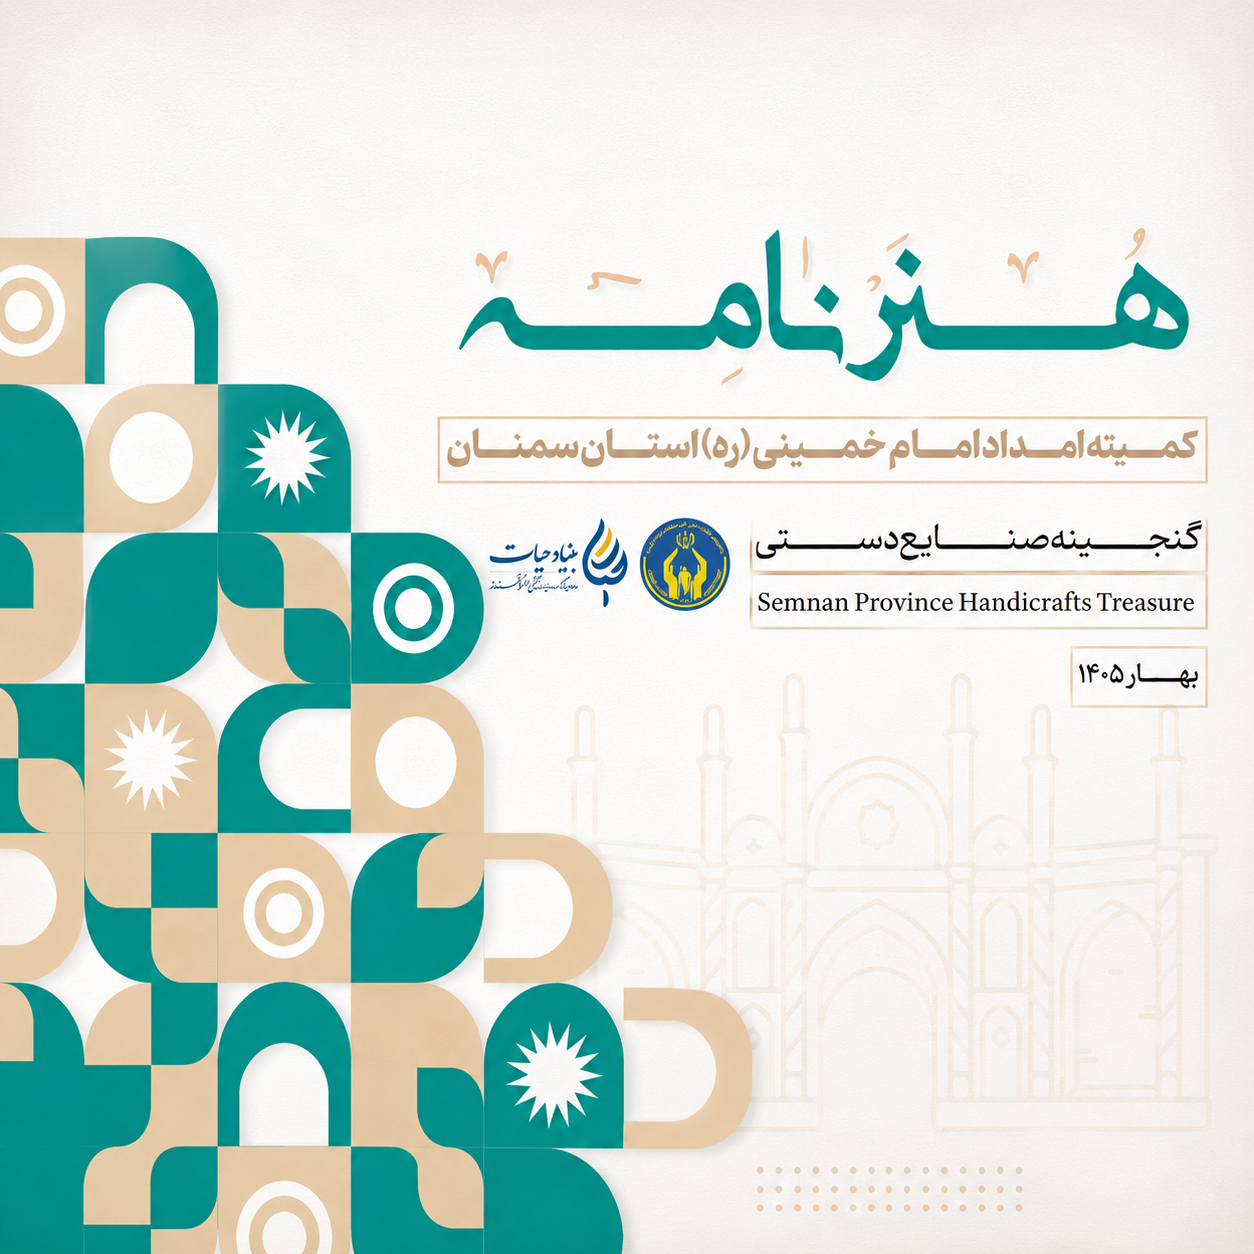 هنرنامه
کمیته امداد امام خمینی (ره) استان سمنان
گنجینه صنایع دستی
Semnan Province Handicrafts Treasure
بنیاد حیات
بهار ۱۴۰۵